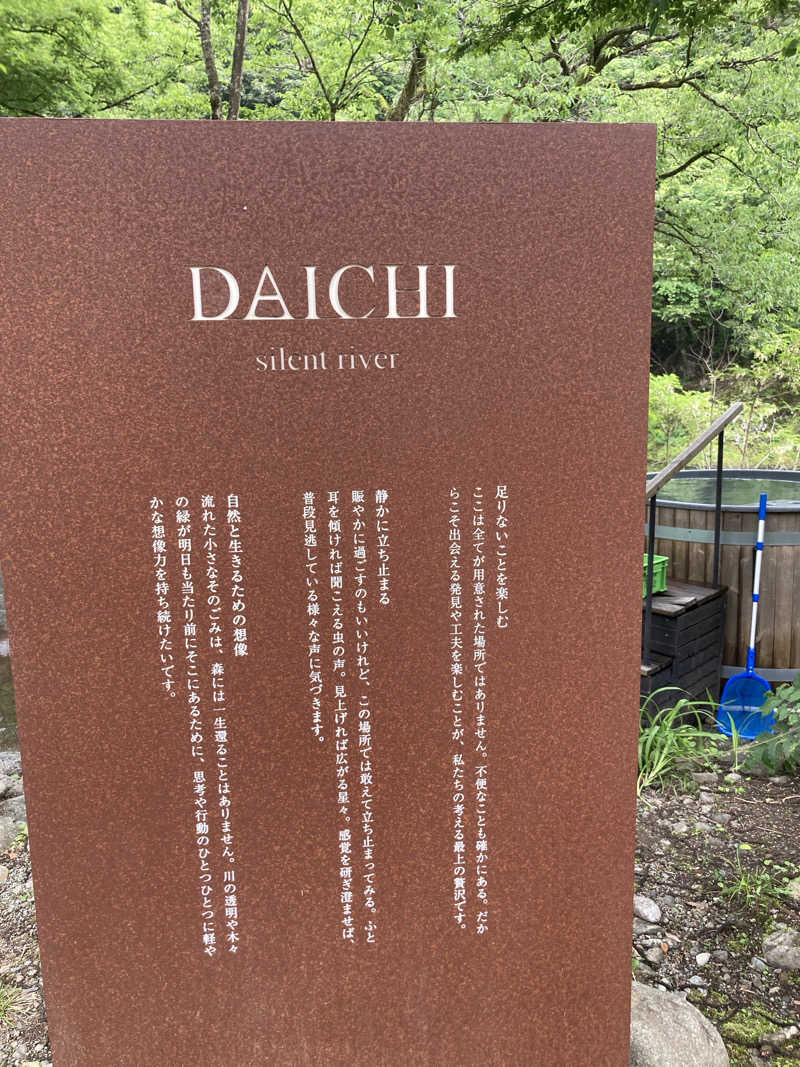 DAICHI
silent river
足りないことを楽しむ
ここは全てが用意された場所ではありません。不便なことも確かにある。だか
らこそ出会える発見や工夫を楽しむことが、私たちの考える最上の贅沢です。
静かに立ち止まる
賑やかに過ごすのもいいけれど、この場所では敢えて立ち止まってみる。ふと
耳を傾ければ聞こえる虫の声。見上げれば広がる星々。感覚を研ぎ澄ませば、
普段見逃している様々な声に気づきます。
自然と生きるための想像
流れた小さなそのごみは、森には一生還ることはありません。川の透明や木々
の緑が明日も当たり前にそこにあるために、思考や行動のひとつひとつに軽や
かな想像力を持ち続けたいです。